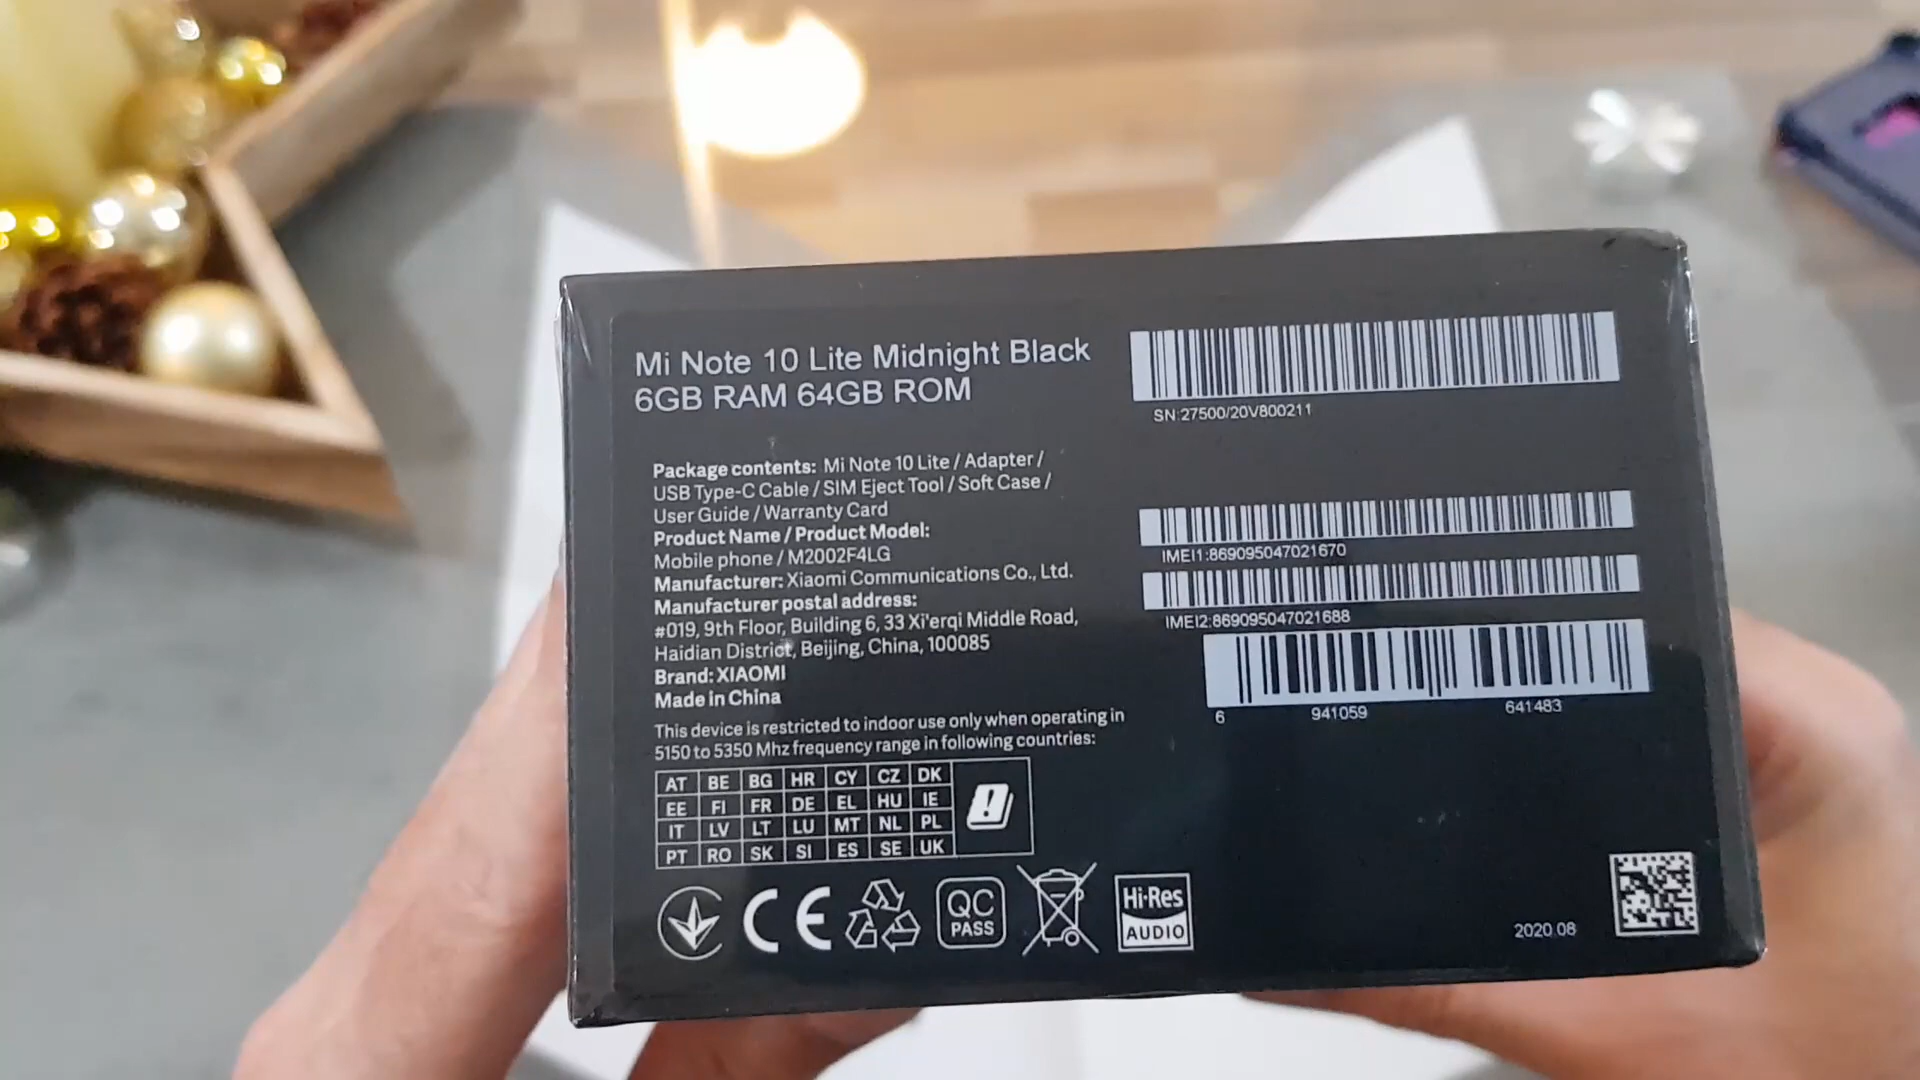 Mi Note 10 Lite Midnight Black
6GB RAM 64GB ROM
SN:27500/20V800211
Package contents: Mi Note 10 Lite / Adapter /
USB Type-C Cable / SIM Eject Tool / Soft Case /
User Guide / Warranty Card
Product Name / Product Model:
Mobile phone / M2002F4LG
Manufacturer: Xiaomi Communications Co., Ltd.
Manufacturer postal address:
#019, 9th Floor, Building 6, 33 Xi'erqi Middle Road,
Haidian District, Beijing, China, 100085
Brand: XIAOMI
Made in China
IMEI1:869095047021670
IMEI2:869095047021688
6 941059 641483
This device is restricted to indoor use only when operating in
5150 to 5350 Mhz frequency range in following countries:
AT BE BG HR CY CZ DK
EE FI FR DE EL HU IE
IT LV LT LU MT NL PL
PT RO SK SI ES SE UK
CE
QC
PASS
Hi-Res
AUDIO
2020.08